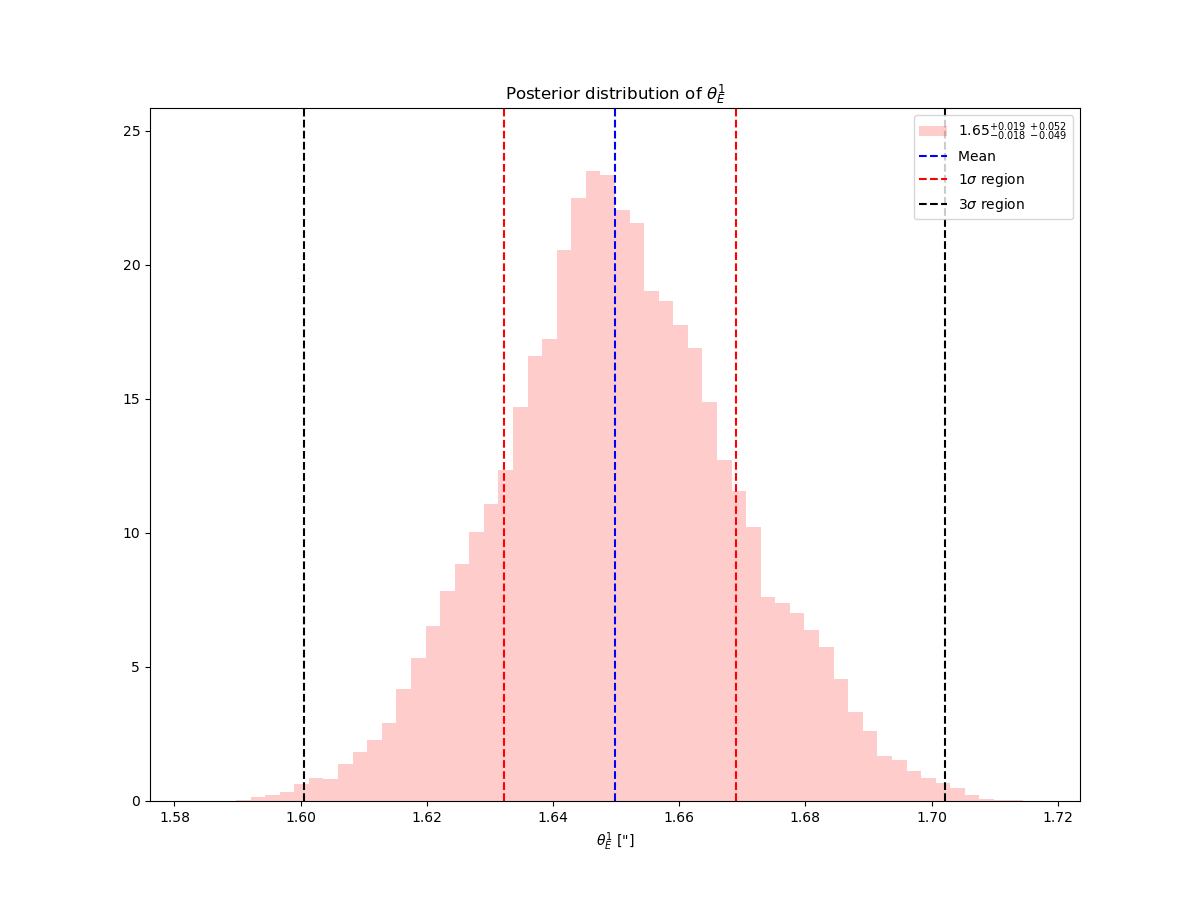 Posterior distribution of θ_E^1
25
20
15
10
5
0
1.58 1.60 1.62 1.64 1.66 1.68 1.70 1.72
θ_E^1 ["]
1.65^{+0.019}_{-0.018} ^{+0.052}_{-0.049}
Mean
1σ region
3σ region